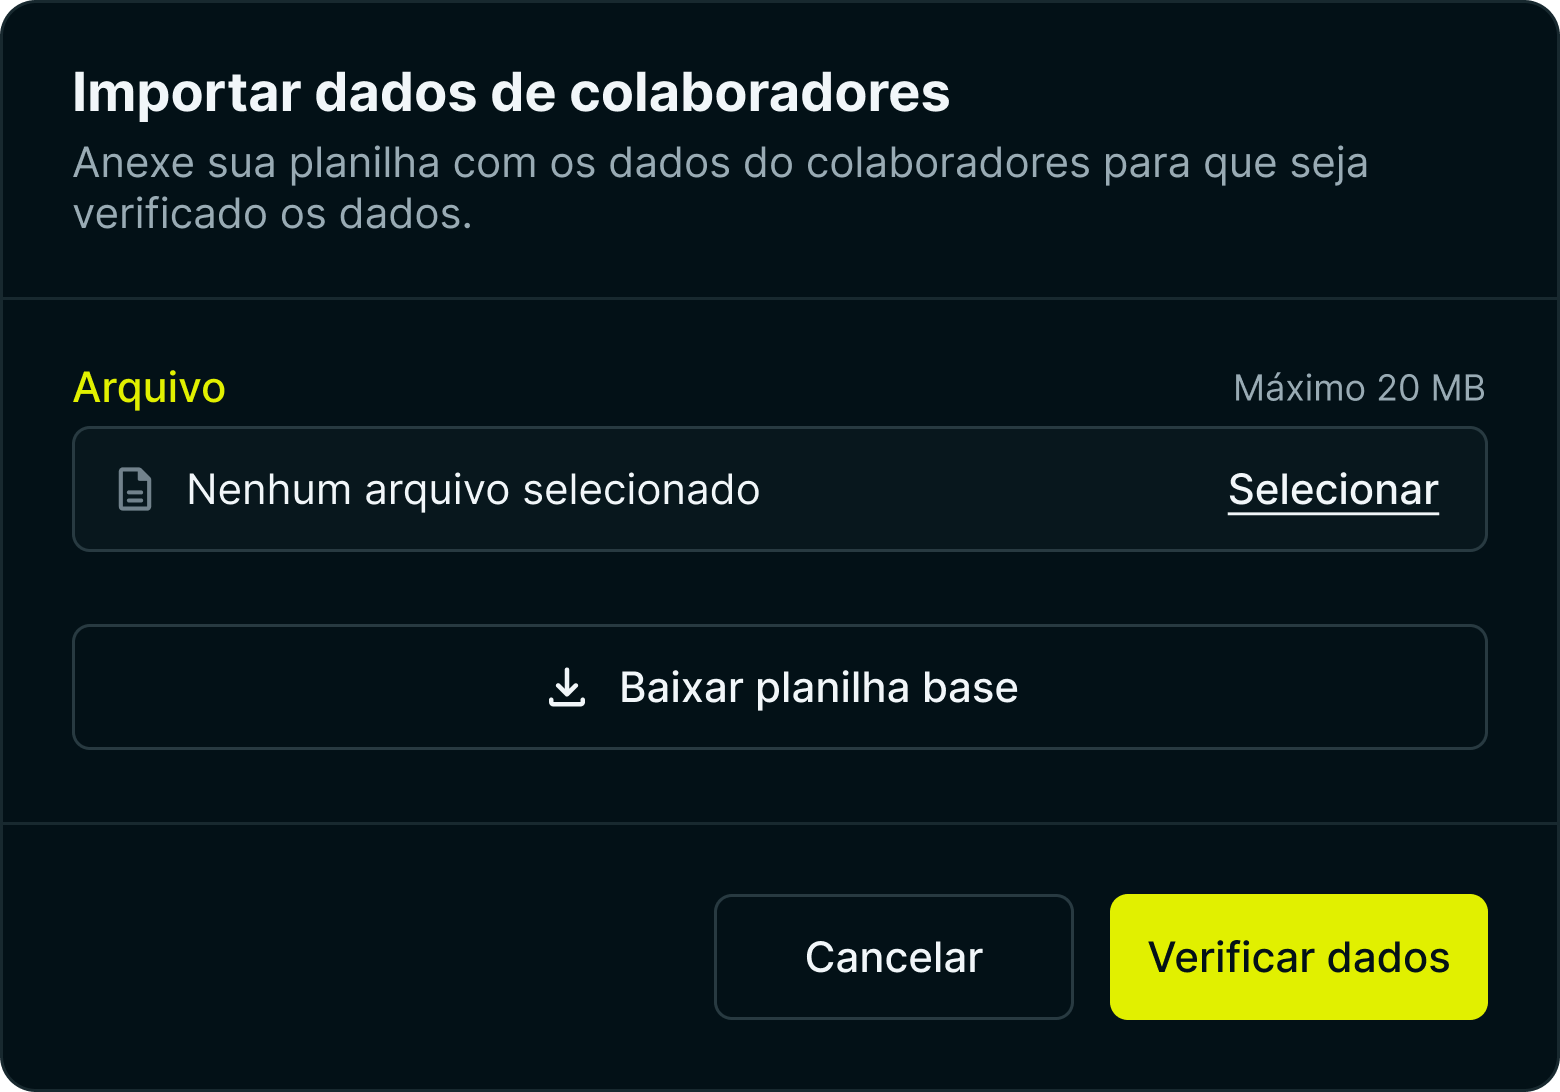 Importar dados de colaboradores
Anexe sua planilha com os dados do colaboradores para que seja
verificado os dados.
Arquivo
Máximo 20 MB
Nenhum arquivo selecionado
Selecionar
Baixar planilha base
Cancelar
Verificar dados